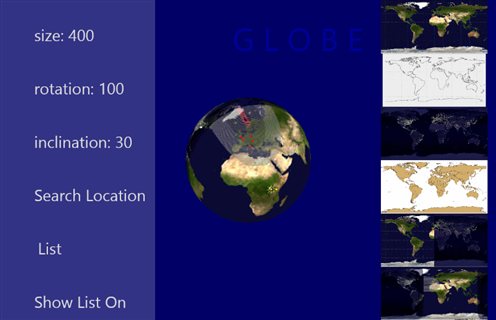 GLOBE
size: 400
rotation: 100
inclination: 30
Search Location
List
Show List On